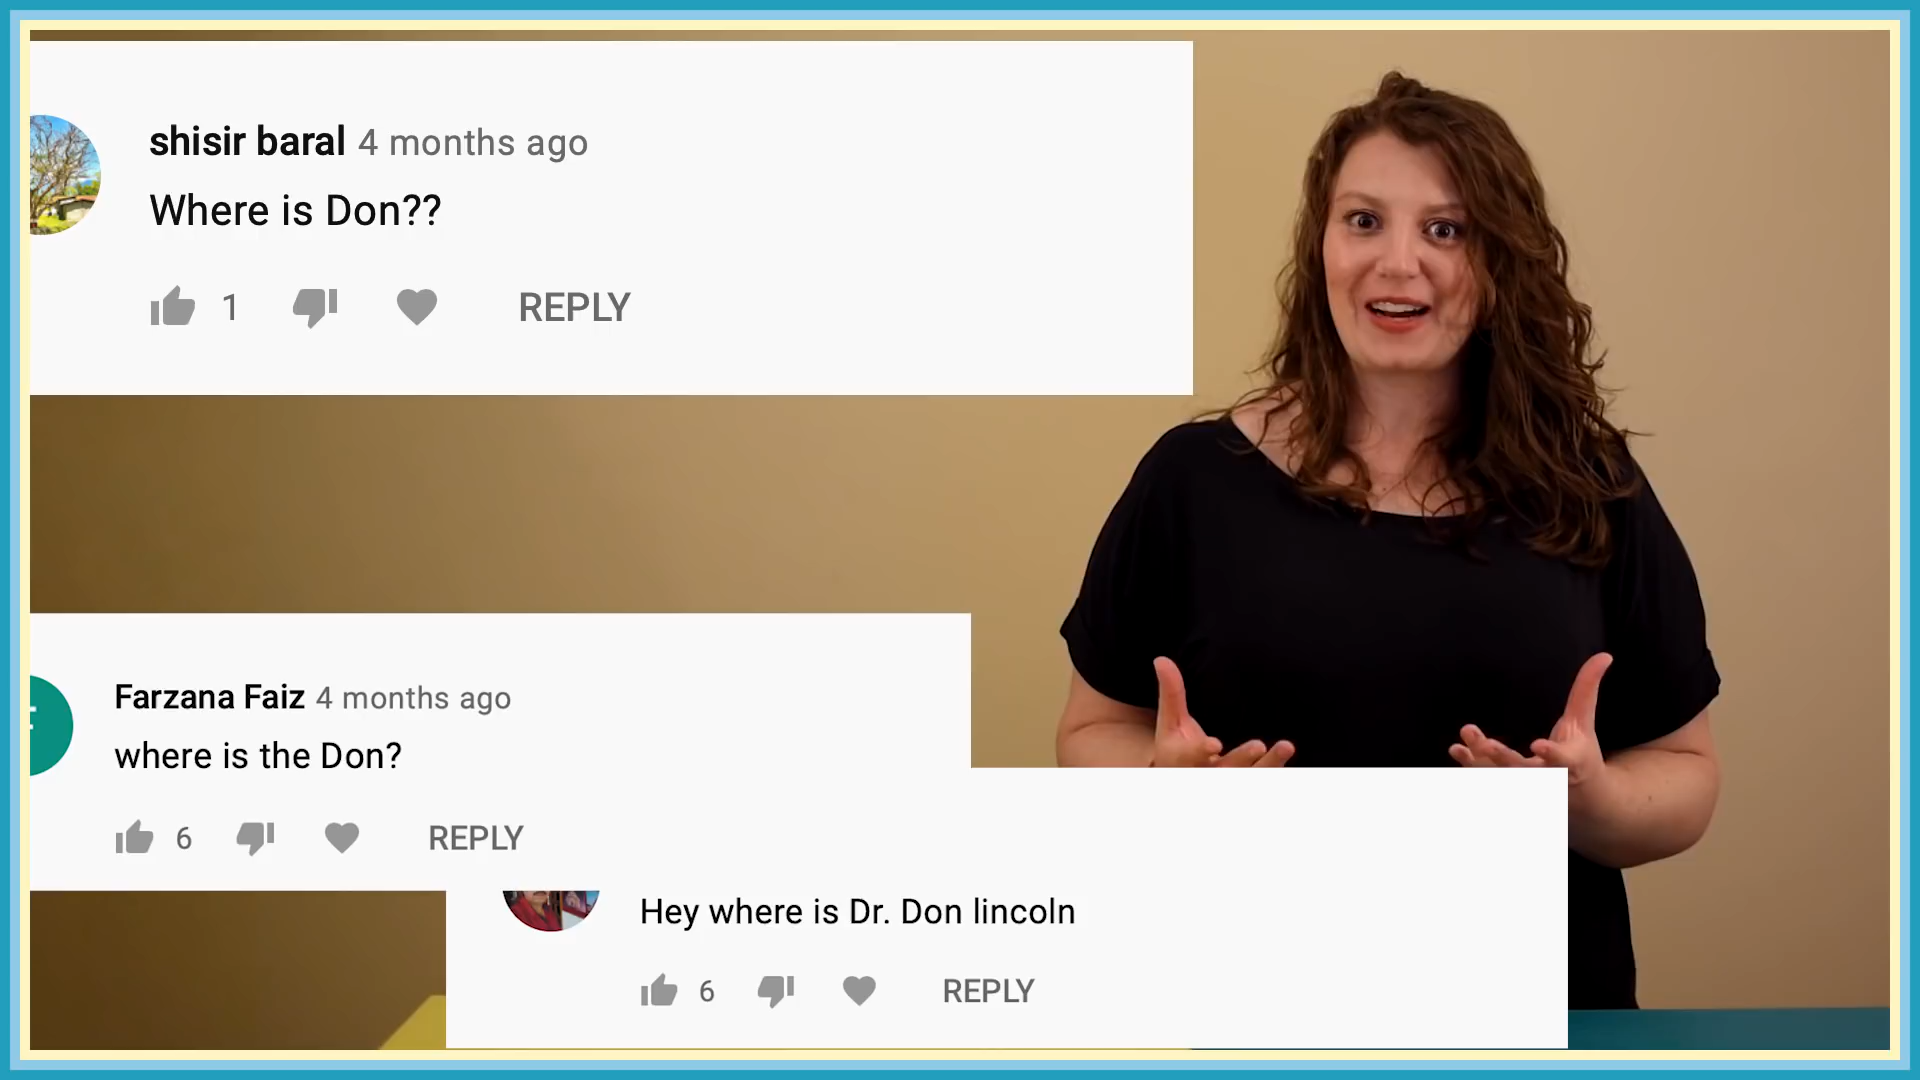 shisir baral 4 months ago
Where is Don??
1 REPLY
Farzana Faiz 4 months ago
where is the Don?
6 REPLY
Hey where is Dr. Don lincoln
6 REPLY